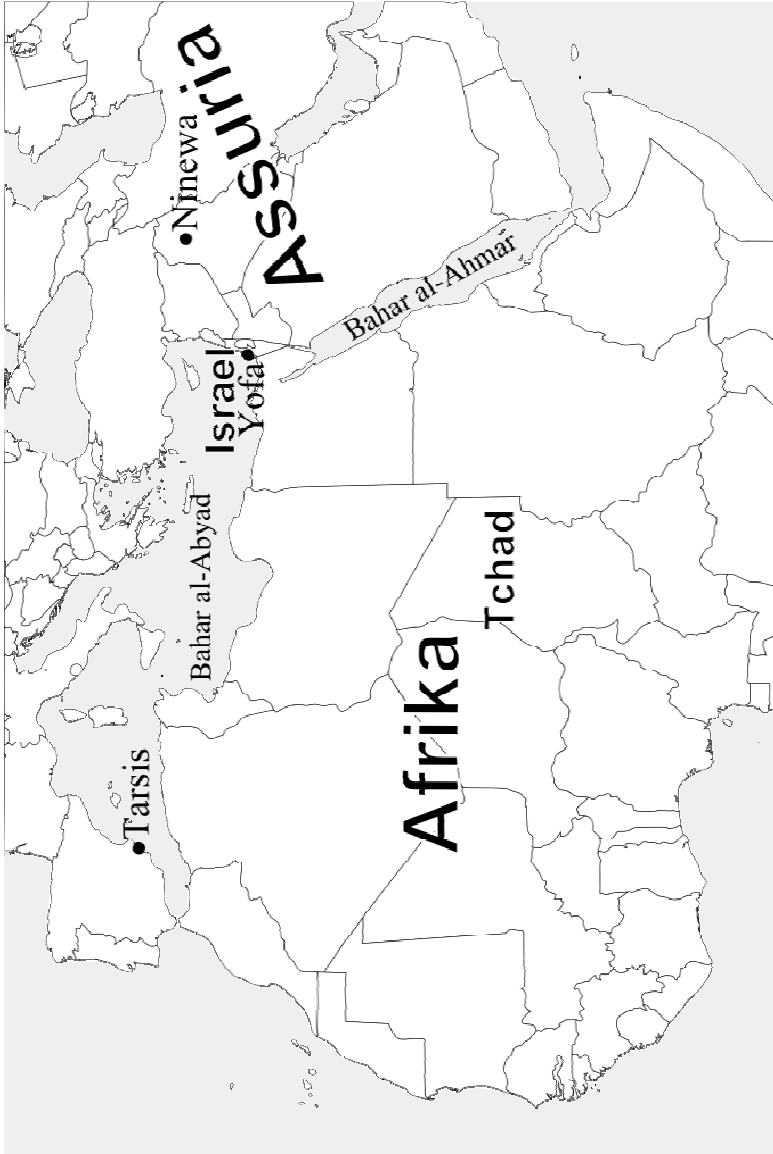 Tarsis
Ninewa
Assuria
Bahar al-Abyad
Israel
Yofa
Bahar al-Ahmar
Afrika
Tchad